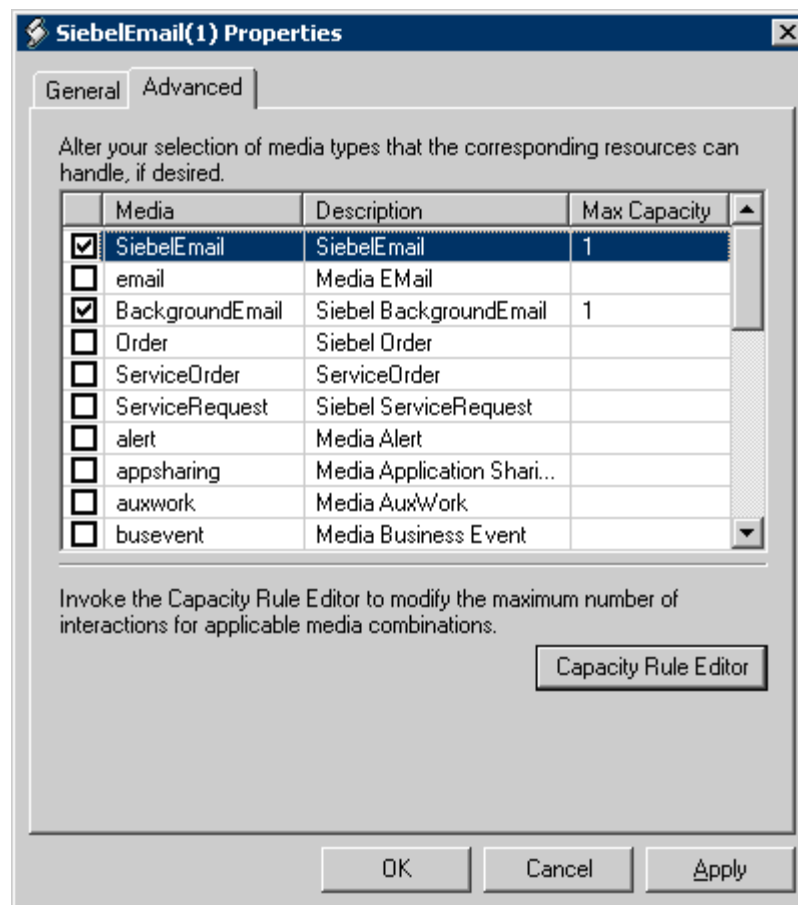 SiebelEmail(1) Properties
General Advanced
Alter your selection of media types that the corresponding resources can
handle, if desired.
Media Description Max Capacity
SiebelEmail SiebelEmail 1
email Media EMail
BackgroundEmail Siebel BackgroundEmail 1
Order Siebel Order
ServiceOrder ServiceOrder
ServiceRequest Siebel ServiceRequest
alert Media Alert
appsharing Media Application Shari...
auxwork Media AuxWork
busevent Media Business Event
Invoke the Capacity Rule Editor to modify the maximum number of
interactions for applicable media combinations.
Capacity Rule Editor
OK Cancel Apply